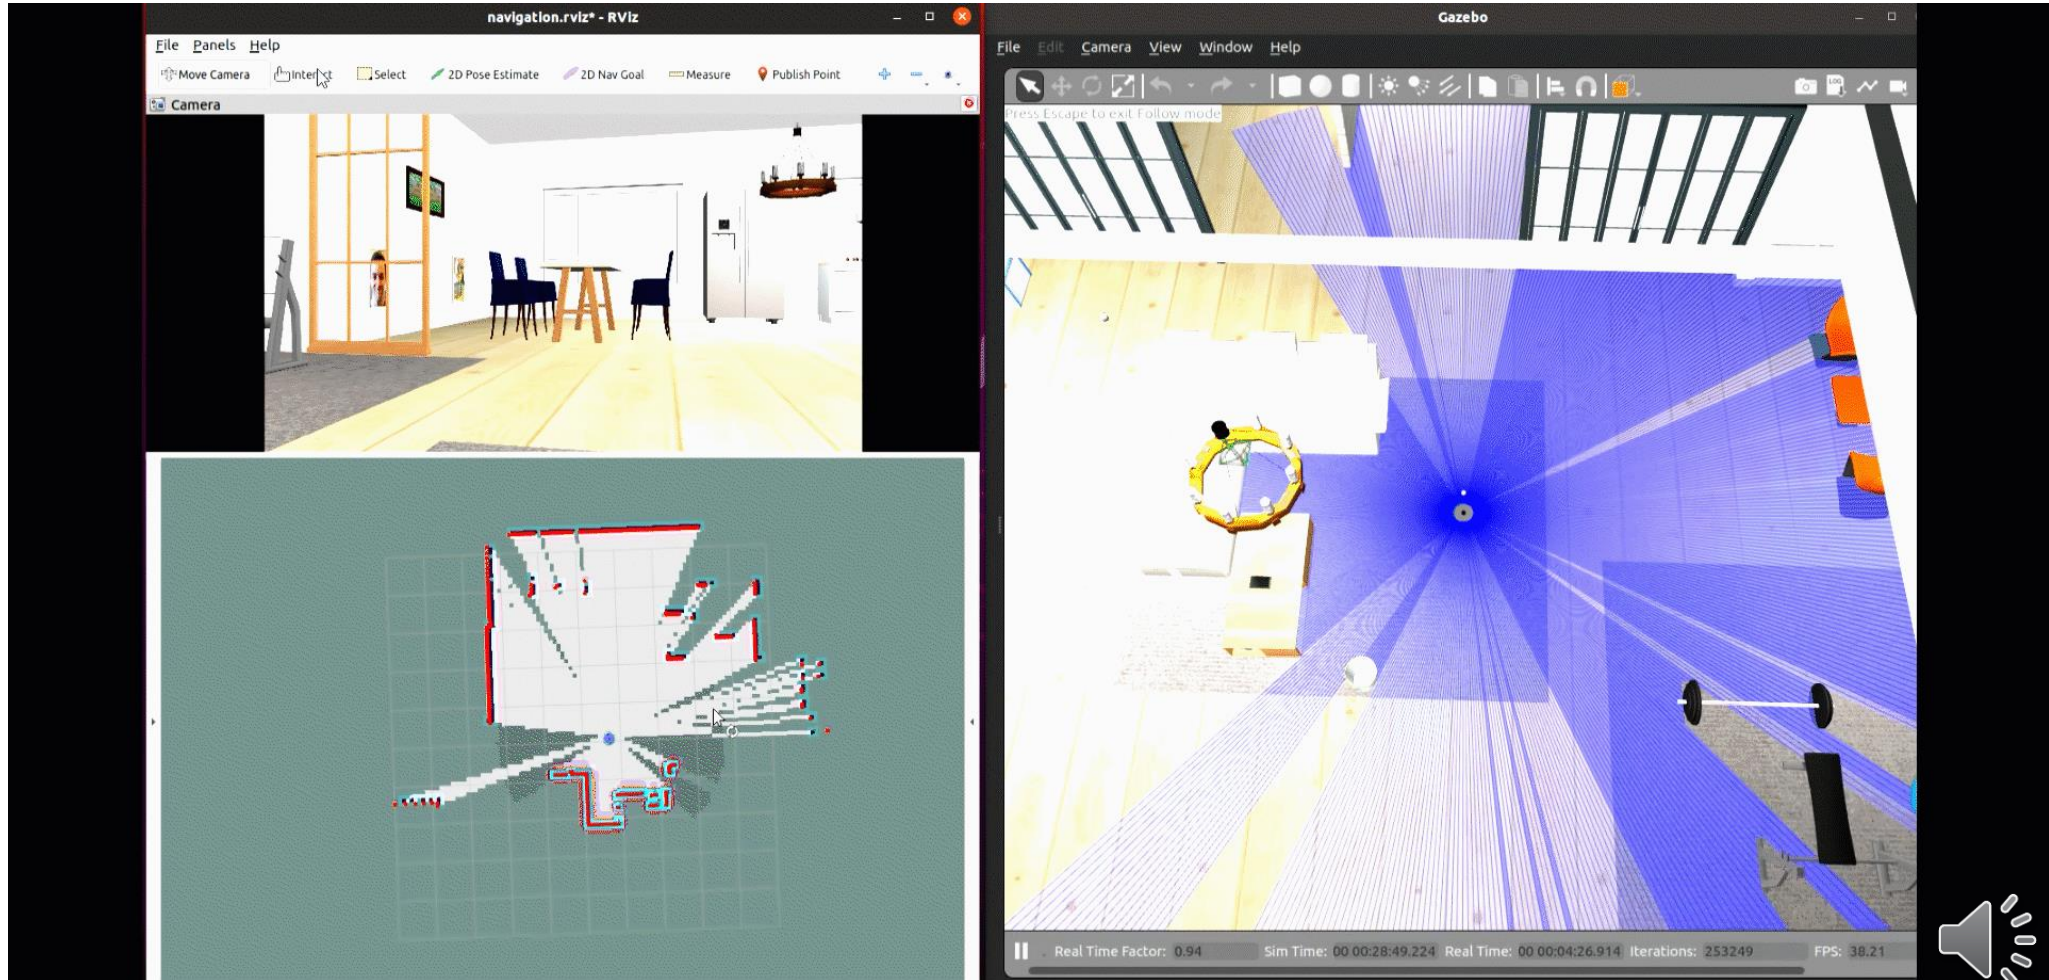 navigation.rviz* - RViz
File Panels Help
Move Camera Interact Select 2D Pose Estimate 2D Nav Goal Measure Publish Point
Camera
Gazebo
File Edit Camera View Window Help
LOG
Press Escape to exit Follow mode
Real Time Factor: 0.94 Sim Time: 00 00:28:49.224 Real Time: 00 00:04:26.914 Iterations: 253249 FPS: 38.21